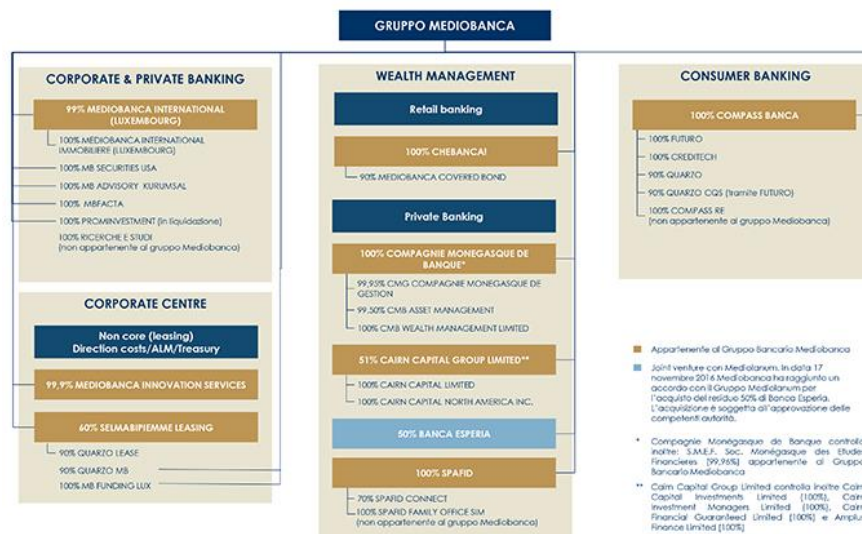 GRUPPO MEDIOBANCA
CORPORATE & PRIVATE BANKING
99% MEDIOBANCA INTERNATIONAL
(LUXEMBOURG)
100% MEDIOBANCA INTERNATIONAL
IMMOBILIERE (LUXEMBOURG)
100% MB SECURITIES USA
100% MB ADVISORY KURUMSAL
100% MBFACTA
100% PROMINVESTMENT (in liquidazione)
100% RICERCHE E STUDI
(non appartenente al gruppo Mediobanca)
CORPORATE CENTRE
Non core (leasing)
Direction costs/ALM/Treasury
99,9% MEDIOBANCA INNOVATION SERVICES
60% SELMABIPIEMME LEASING
90% QUARZO LEASE
90% QUARZO MB
100% MB FUNDING LUX
WEALTH MANAGEMENT
Retail banking
100% CHEBANCA!
90% MEDIOBANCA COVERED BOND
Private Banking
100% COMPAGNIE MONEGASQUE DE
BANQUE*
99,95% CMG COMPAGNIE MONEGASQUE DE
GESTION
99.50% CMB ASSET MANAGEMENT
100% CMB WEALTH MANAGEMENT LIMITED
51% CAIRN CAPITAL GROUP LIMITED**
100% CAIRN CAPITAL LIMITED
100% CAIRN CAPITAL NORTH AMERICA INC.
50% BANCA ESPERIA
100% SPAFID
70% SPAFID CONNECT
100% SPAFID FAMILY OFFICE SIM
(non appartenente al gruppo Mediobanca)
CONSUMER BANKING
100% COMPASS BANCA
100% FUTURO
100% CREDITECH
90% QUARZO
90% QUARZO CQS (tramite FUTURO)
100% COMPASS RE
(non appartenente al gruppo Mediobanca)
Appartenente al Gruppo Bancario Mediobanca
Joint venture con Mediolanum. In data 17
novembre 2016 Mediobanca ha raggiunto un
accordo con il Gruppo Mediolanum per
l'acquisto del residuo 50% di Banca Esperia.
L'acquisizione è soggetta all'approvazione delle
competenti autorità.
* Compagnie Monégasque de Banque controlla
inoltre: S.M.E.F. Soc. Monégasque des Etudes
Financieres (99,96%) appartenente al Gruppo
Bancario Mediobanca
** Cairn Capital Group Limited controlla inoltre Cairn
Capital Investments Limited (100%), Cairn
Investment Managers Limited (100%), Cairn
Financial Guaranteed Limited (100%) e Amplus
Finance Limited (100%)